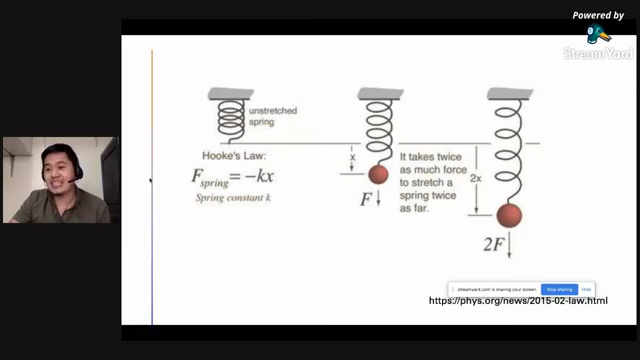 Powered by
StreamYard
unstretched
spring
Hooke's Law:
F spring = -kx
Spring constant k
x
F
It takes twice
as much force
to stretch a
spring twice
as far.
2x
2F
streamyard.com is sharing your screen.
Stop sharing
Hide
https://phys.org/news/2015-02-law.html